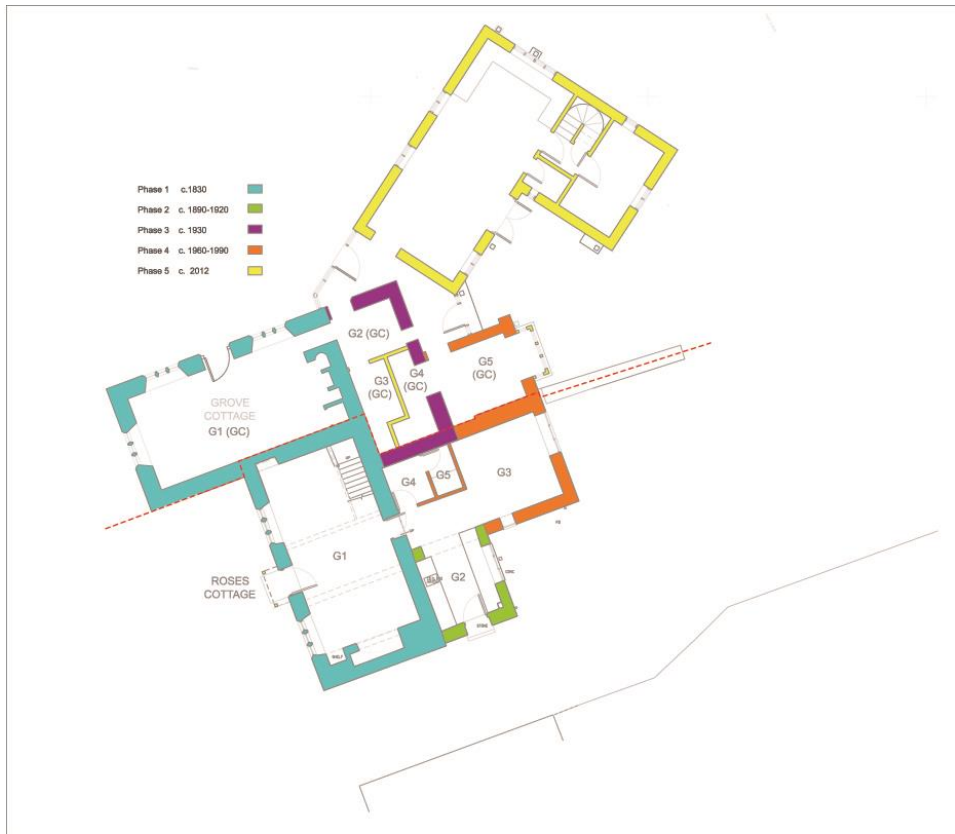 Phase 1 c.1830
Phase 2 c. 1890-1920
Phase 3 c. 1930
Phase 4 c. 1960-1990
Phase 5 c. 2012
G2 (GC)
G3
(GC)
G4
(GC)
G5
(GC)
GROVE
COTTAGE
G1 (GC)
G4
G5
G3
G1
G2
ROSES
COTTAGE
SHELF